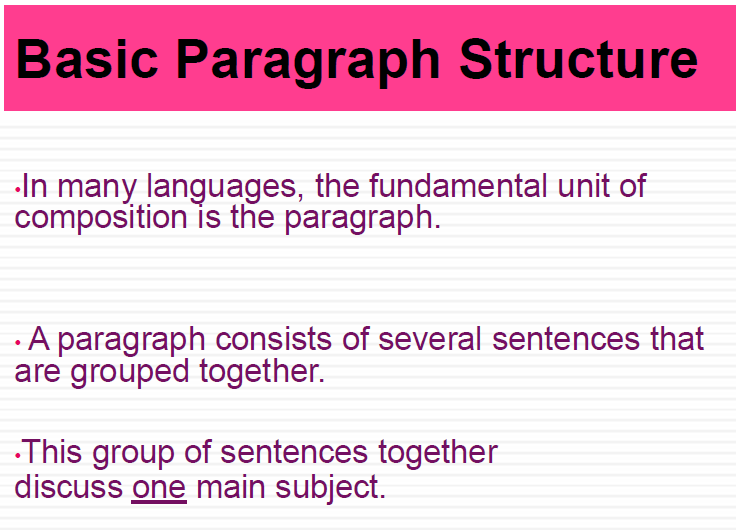 Basic Paragraph Structure
•In many languages, the fundamental unit of
composition is the paragraph.
• A paragraph consists of several sentences that
are grouped together.
•This group of sentences together
discuss one main subject.